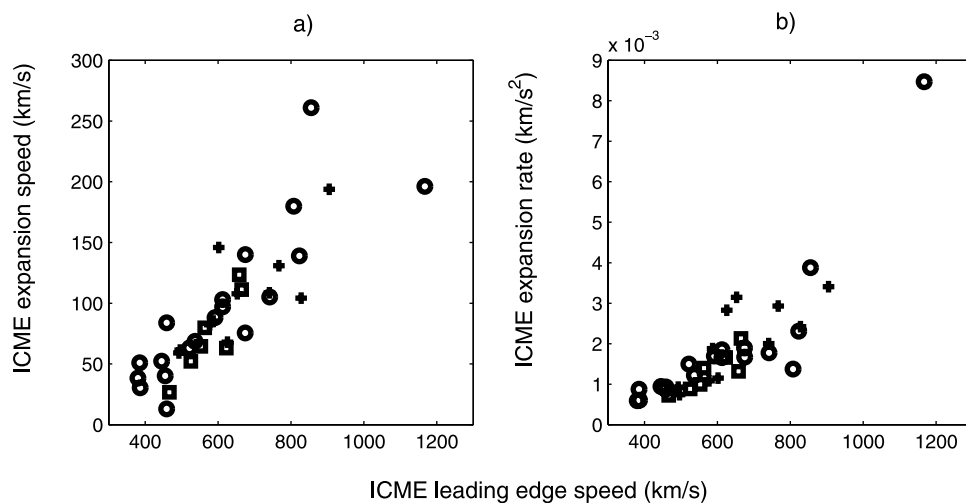 a)
300
250
200
150
100
50
0
400 600 800 1000 1200
ICME expansion speed (km/s)
b)
x 10⁻³
9
8
7
6
5
4
3
2
1
0
400 600 800 1000 1200
ICME expansion rate (km/s²)
ICME leading edge speed (km/s)